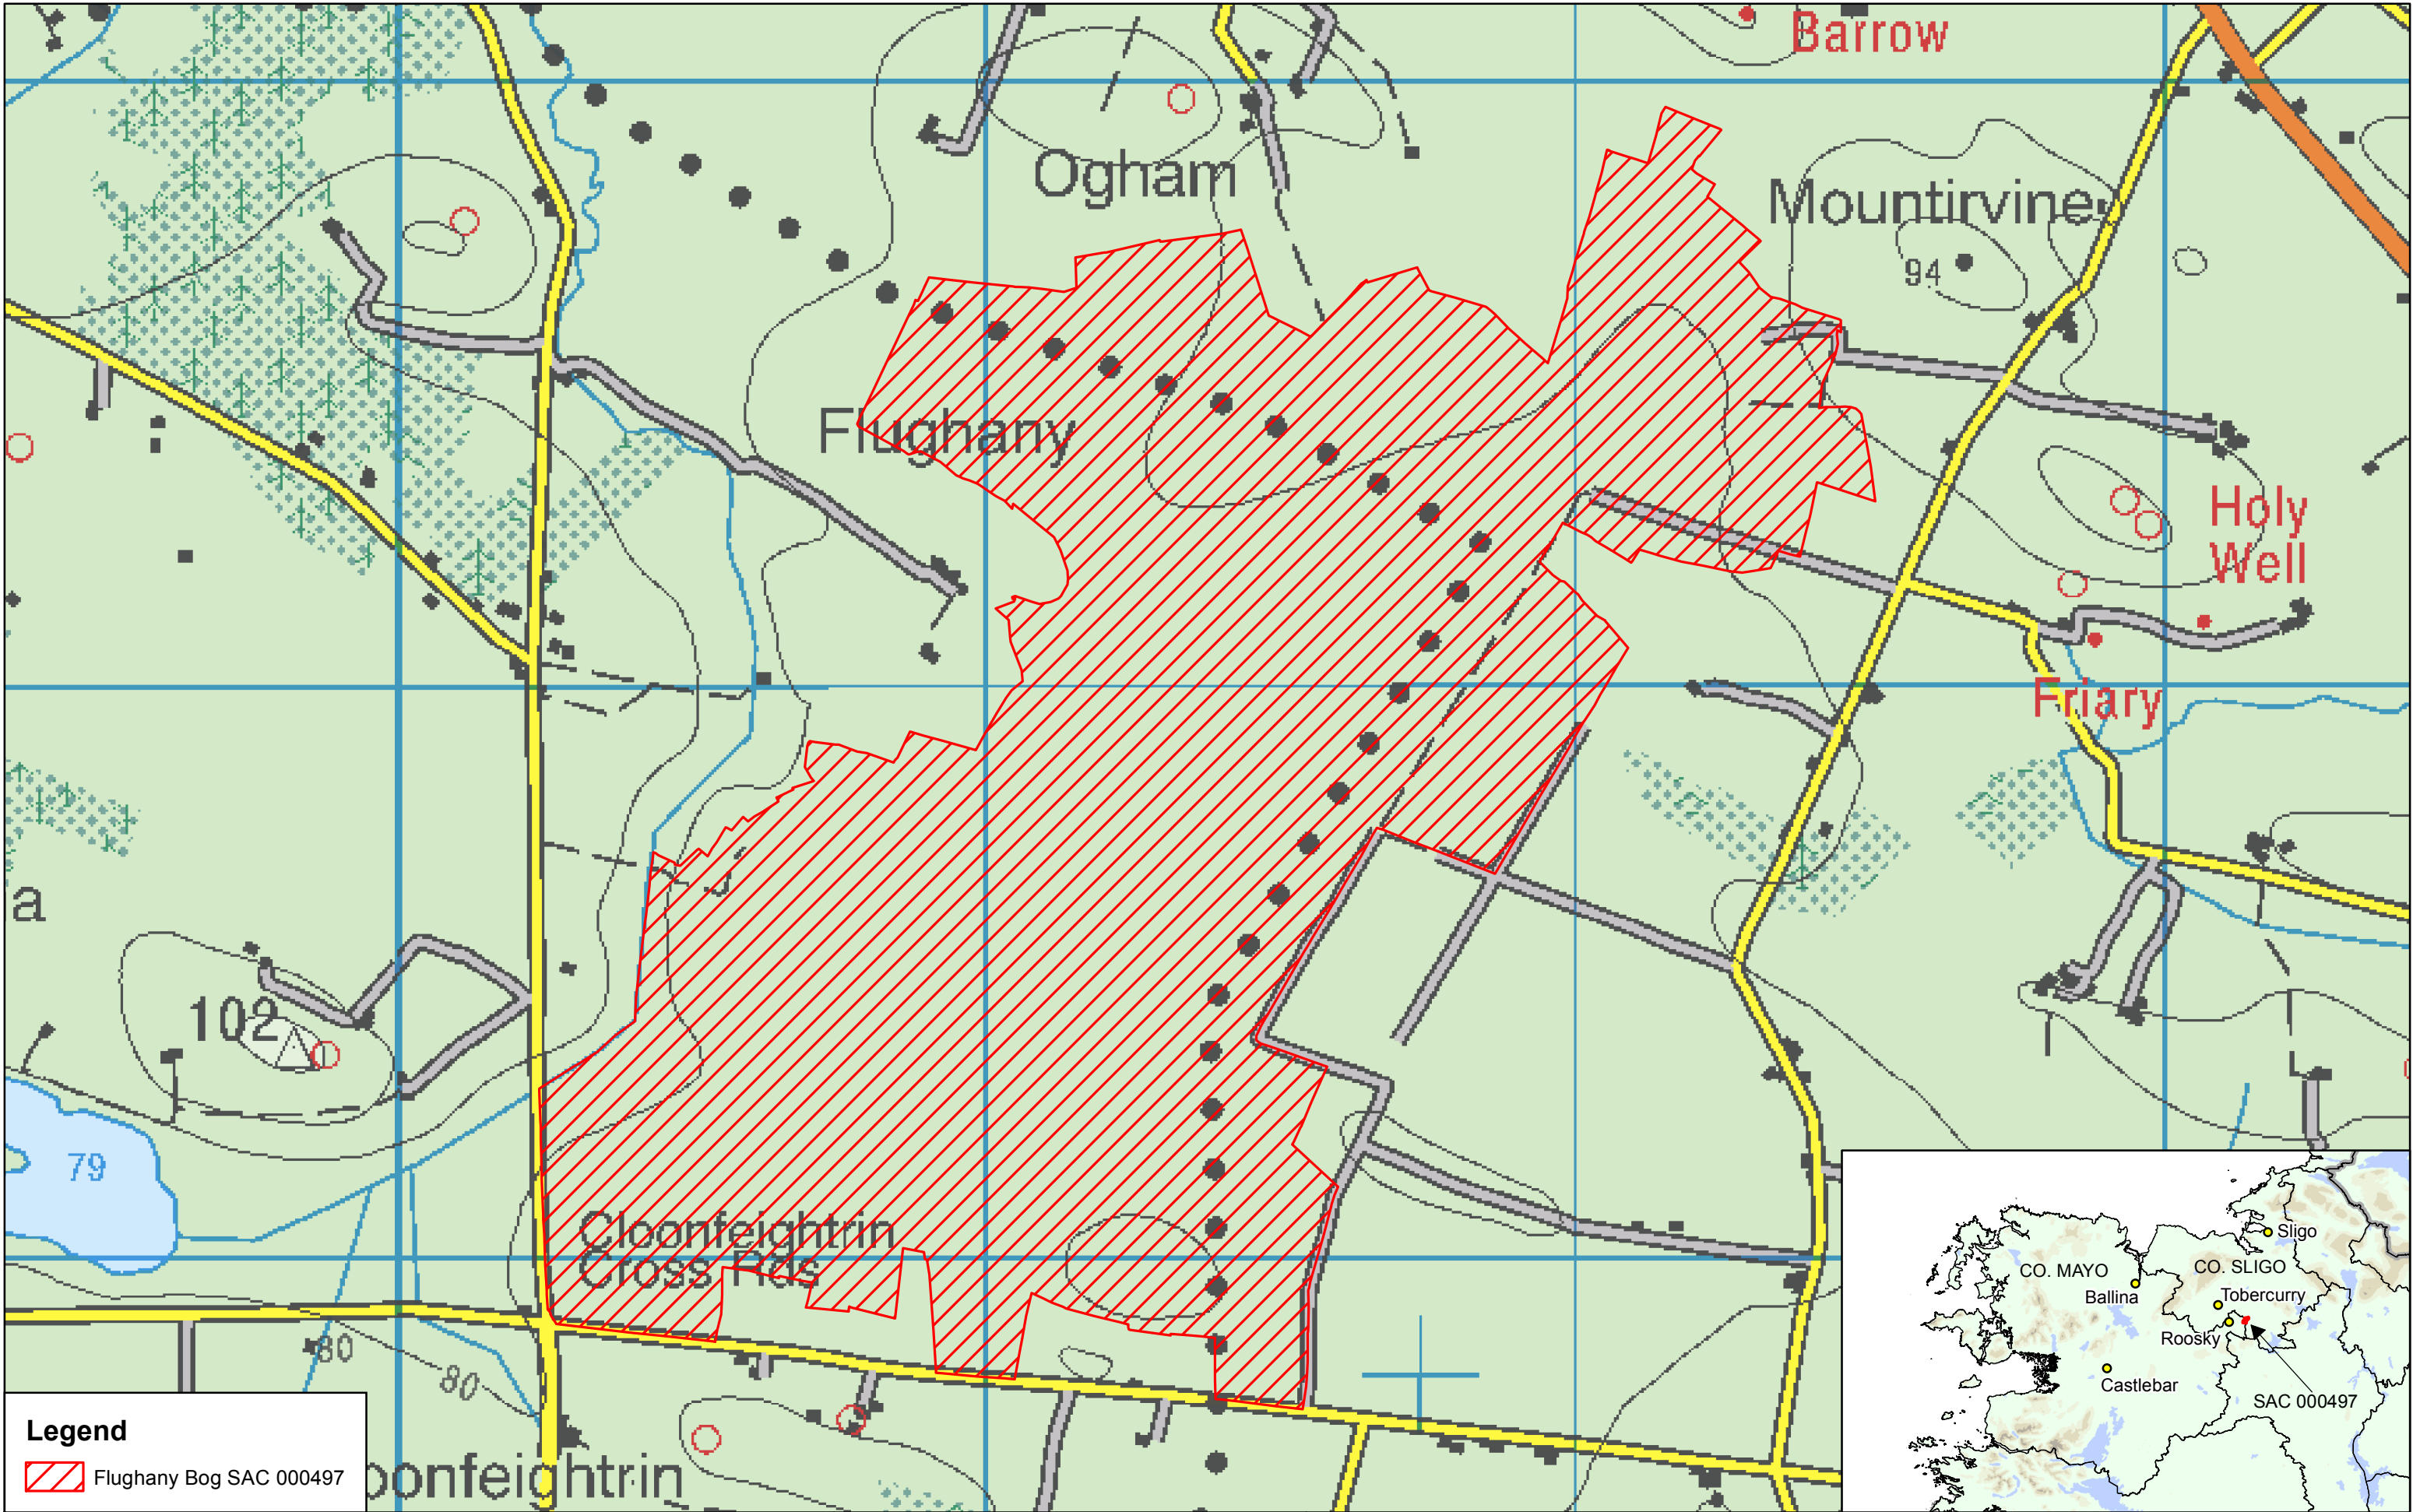 Barrow
Ogham
Mountirvine
94
Flughany
Holy
Well
Friary
a
102
79
Cloonfeightrin
Cross Rds
80
80
oonfeightrin
Legend
Flughany Bog SAC 000497
Sligo
CO. MAYO
CO. SLIGO
Ballina
Tobercurry
Roosky
Castlebar
SAC 000497